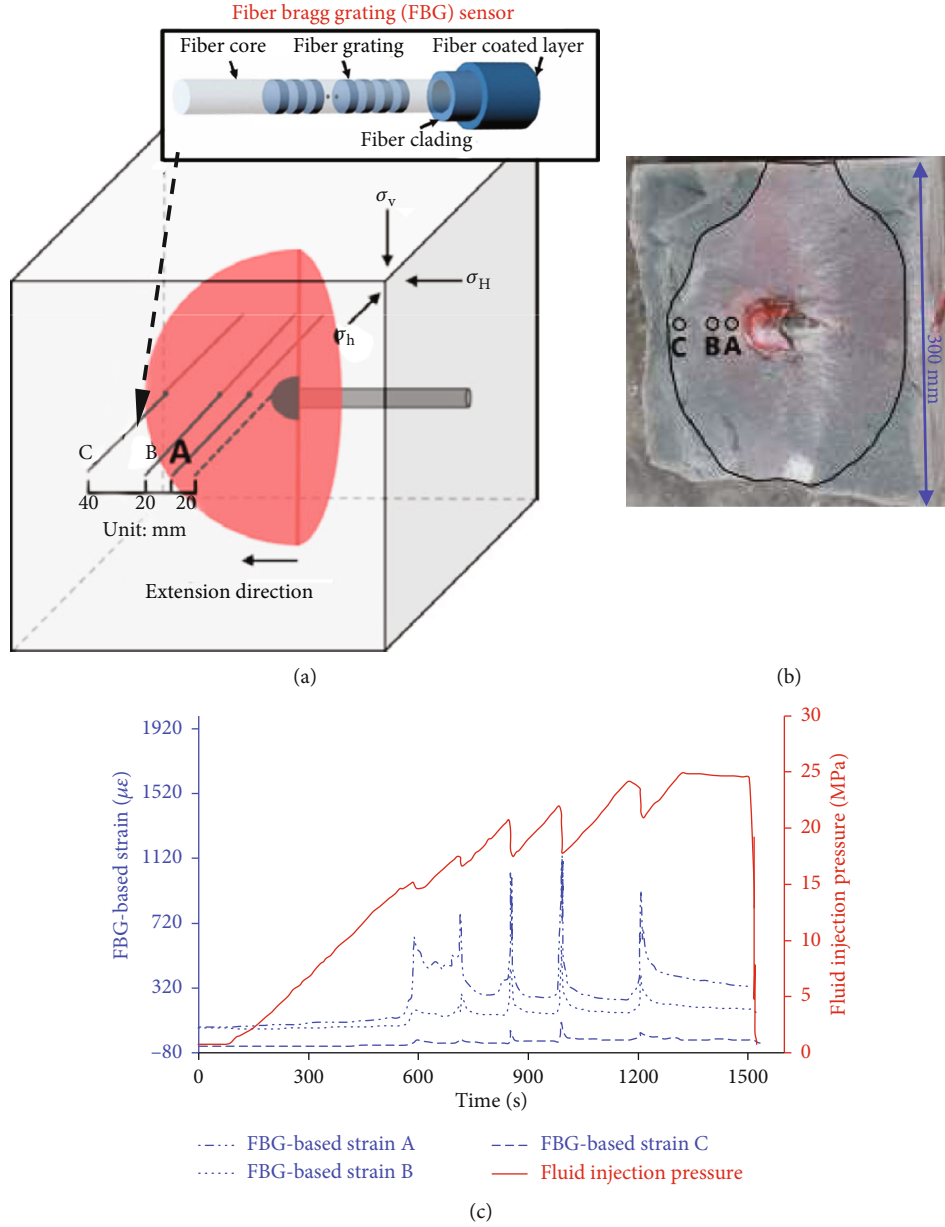 Fiber bragg grating (FBG) sensor
Fiber core
Fiber grating
Fiber coated layer
Fiber clading
σv
σH
σh
C
B
A
40
20
20
Unit: mm
Extension direction
(a)
C
B
A
300 mm
(b)
FBG-based strain (με)
1920
1520
1120
720
320
−80
Fluid injection pressure (MPa)
30
25
20
15
10
5
0
0
300
600
900
1200
1500
Time (s)
FBG-based strain A
FBG-based strain C
FBG-based strain B
Fluid injection pressure
(c)